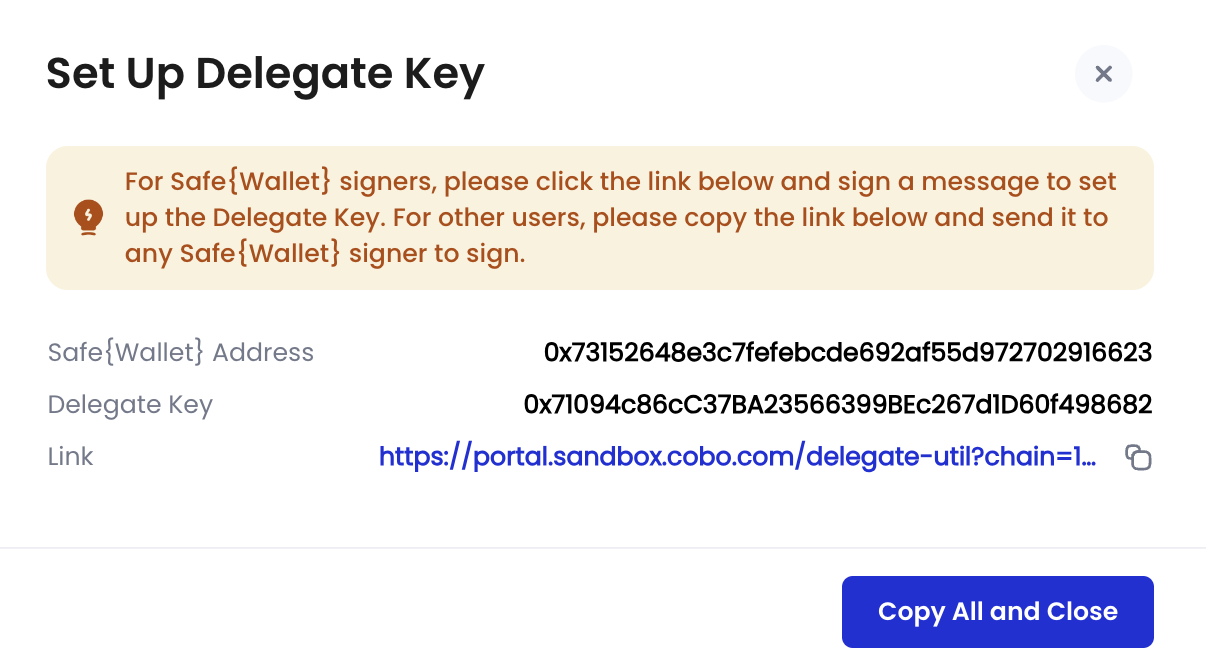 Set Up Delegate Key
For Safe{Wallet} signers, please click the link below and sign a message to set
up the Delegate Key. For other users, please copy the link below and send it to
any Safe{Wallet} signer to sign.
Safe{Wallet} Address 0x73152648e3c7fefebcde692af55d972702916623
Delegate Key 0x71094c86cC37BA23566399BEc267d1D60f498682
Link https://portal.sandbox.cobo.com/delegate-util?chain=1...
Copy All and Close